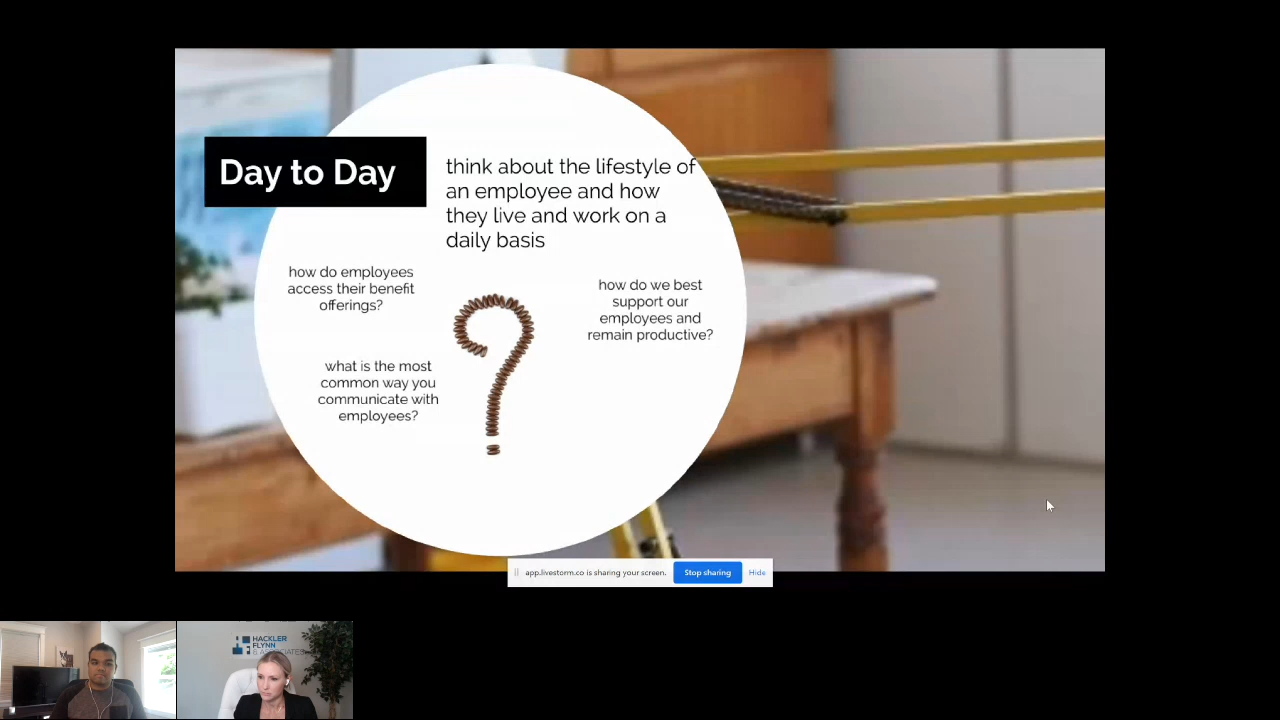 Day to Day
think about the lifestyle of
an employee and how
they live and work on a
daily basis
how do employees
access their benefit
offerings?
how do we best
support our
employees and
remain productive?
what is the most
common way you
communicate with
employees?
app.livestorm.co is sharing your screen.
Stop sharing
Hide
HACKLER
FLYNN
& ASSOCIATES